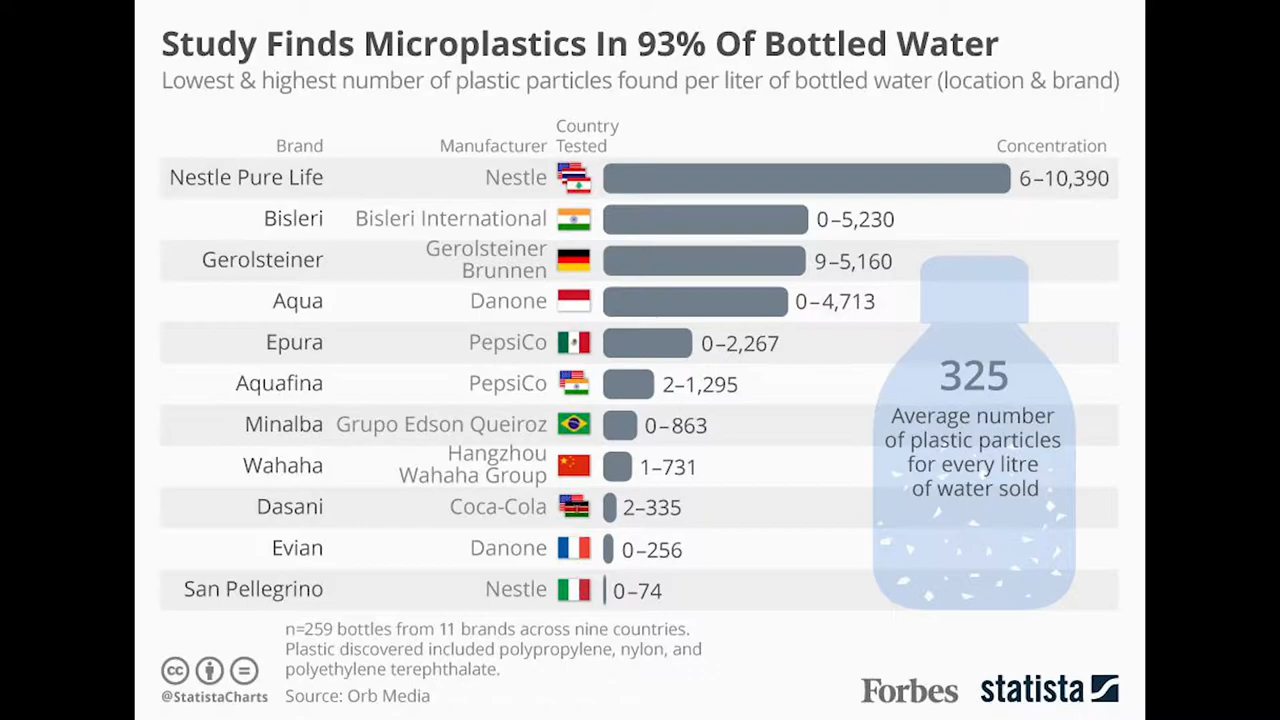 Study Finds Microplastics In 93% Of Bottled Water
Lowest & highest number of plastic particles found per liter of bottled water (location & brand)
Brand Manufacturer Country Tested Concentration
Nestle Pure Life Nestle 6–10,390
Bisleri Bisleri International 0–5,230
Gerolsteiner Gerolsteiner Brunnen 9–5,160
Aqua Danone 0–4,713
Epura PepsiCo 0–2,267
Aquafina PepsiCo 2–1,295
Minalba Grupo Edson Queiroz 0–863
Wahaha Hangzhou Wahaha Group 1–731
Dasani Coca-Cola 2–335
Evian Danone 0–256
San Pellegrino Nestle 0–74
325
Average number
of plastic particles
for every litre
of water sold
n=259 bottles from 11 brands across nine countries.
Plastic discovered included polypropylene, nylon, and
polyethylene terephthalate.
Source: Orb Media
cc
@StatistaCharts
Forbes statista